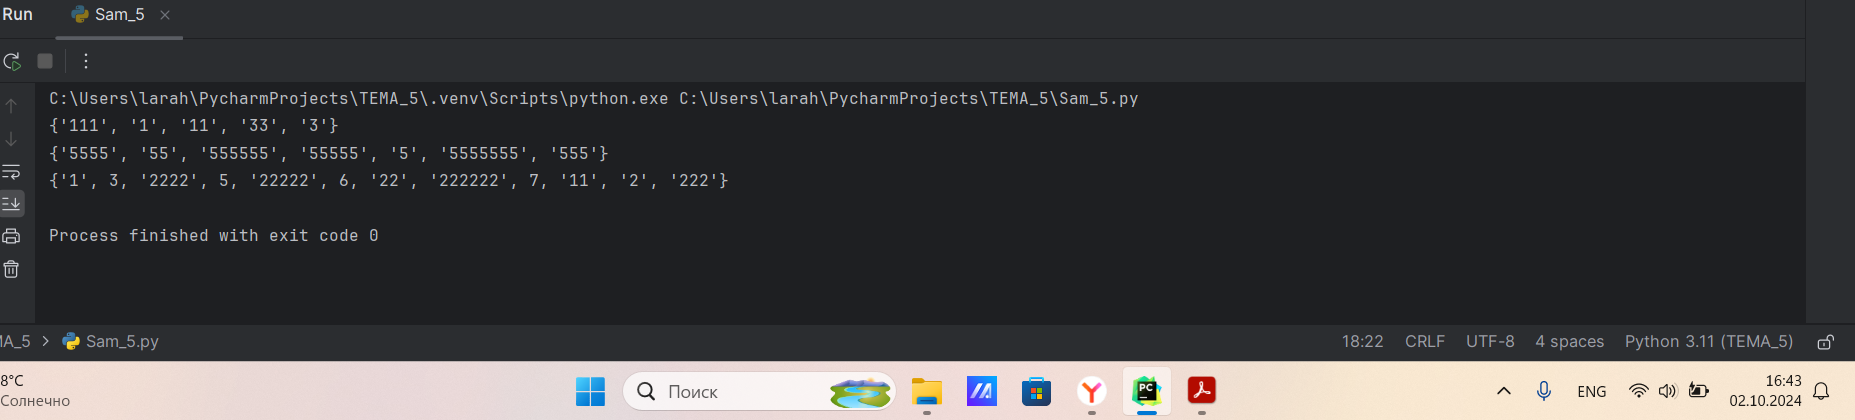 Run Sam_5
C:\Users\larah\PycharmProjects\TEMA_5\.venv\Scripts\python.exe C:\Users\larah\PycharmProjects\TEMA_5\Sam_5.py
{'111', '1', '11', '33', '3'}
{'5555', '55', '555555', '55555', '5', '5555555', '555'}
{'1', 3, '2222', 5, '22222', 6, '22', '222222', 7, '11', '2', '222'}
Process finished with exit code 0
MA_5 > Sam_5.py 18:22 CRLF UTF-8 4 spaces Python 3.11 (TEMA_5)
8°C
Солнечно
Поиск
PC
ENG
16:43
02.10.2024